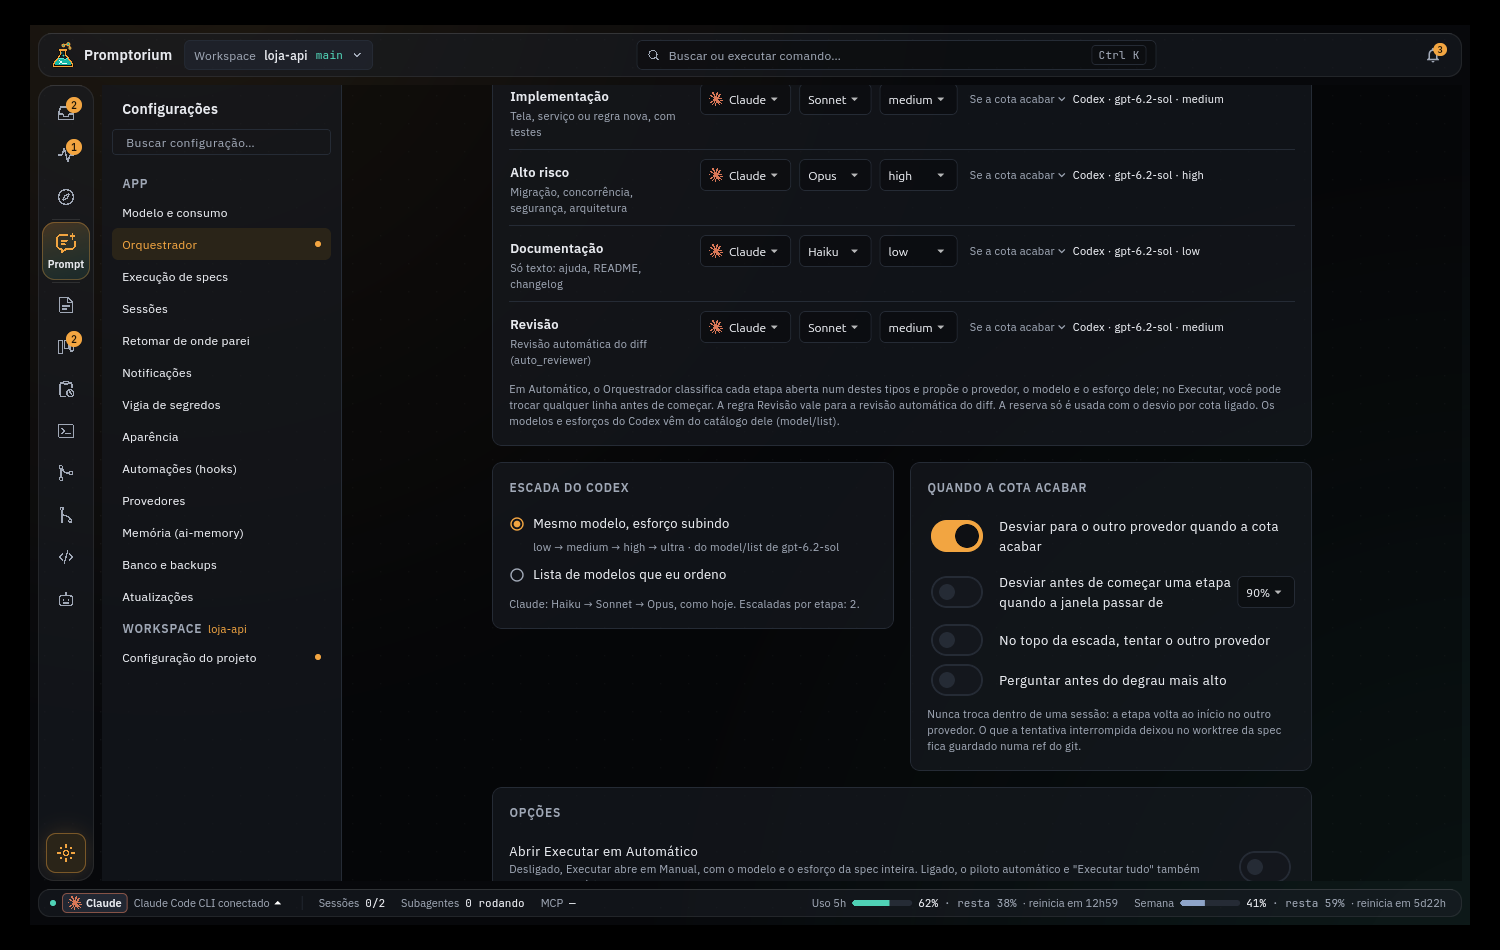 Promptorium
Workspace loja-api main
Buscar ou executar comando...
Ctrl K
3
2
1
Prompt
2
Configurações
Buscar configuração...
APP
Modelo e consumo
Orquestrador
Execução de specs
Sessões
Retomar de onde parei
Notificações
Vigia de segredos
Aparência
Automações (hooks)
Provedores
Memória (ai-memory)
Banco e backups
Atualizações
WORKSPACE loja-api
Configuração do projeto
Implementação
Tela, serviço ou regra nova, com
testes
Claude Sonnet medium Se a cota acabar Codex · gpt-6.2-sol · medium
Alto risco
Migração, concorrência,
segurança, arquitetura
Claude Opus high Se a cota acabar Codex · gpt-6.2-sol · high
Documentação
Só texto: ajuda, README,
changelog
Claude Haiku low Se a cota acabar Codex · gpt-6.2-sol · low
Revisão
Revisão automática do diff
(auto_reviewer)
Claude Sonnet medium Se a cota acabar Codex · gpt-6.2-sol · medium
Em Automático, o Orquestrador classifica cada etapa aberta num destes tipos e propõe o provedor, o modelo e o esforço dele; no Executar, você pode
trocar qualquer linha antes de começar. A regra Revisão vale para a revisão automática do diff. A reserva só é usada com o desvio por cota ligado. Os
modelos e esforços do Codex vêm do catálogo dele (model/list).
ESCADA DO CODEX
Mesmo modelo, esforço subindo
low → medium → high → ultra · do model/list de gpt-6.2-sol
Lista de modelos que eu ordeno
Claude: Haiku → Sonnet → Opus, como hoje. Escaladas por etapa: 2.
QUANDO A COTA ACABAR
Desviar para o outro provedor quando a cota
acabar
Desviar antes de começar uma etapa
quando a janela passar de
90%
No topo da escada, tentar o outro provedor
Perguntar antes do degrau mais alto
Nunca troca dentro de uma sessão: a etapa volta ao início no outro
provedor. O que a tentativa interrompida deixou no worktree da spec
fica guardado numa ref do git.
OPÇÕES
Abrir Executar em Automático
Desligado, Executar abre em Manual, com o modelo e o esforço da spec inteira. Ligado, o piloto automático e "Executar tudo" também
Claude Claude Code CLI conectado Sessões 0/2 Subagentes 0 rodando MCP — Uso 5h 62% · resta 38% · reinicia em 12h59 Semana 41% · resta 59% · reinicia em 5d22h